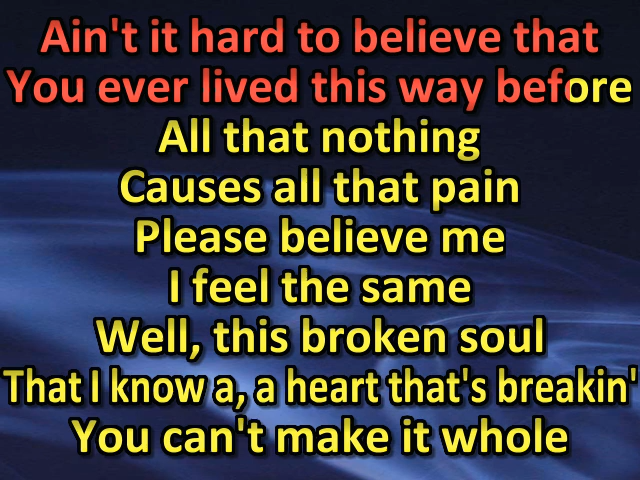 Ain't it hard to believe that
You ever lived this way before
All that nothing
Causes all that pain
Please believe me
I feel the same
Well, this broken soul
That I know a, a heart that's breakin'
You can't make it whole